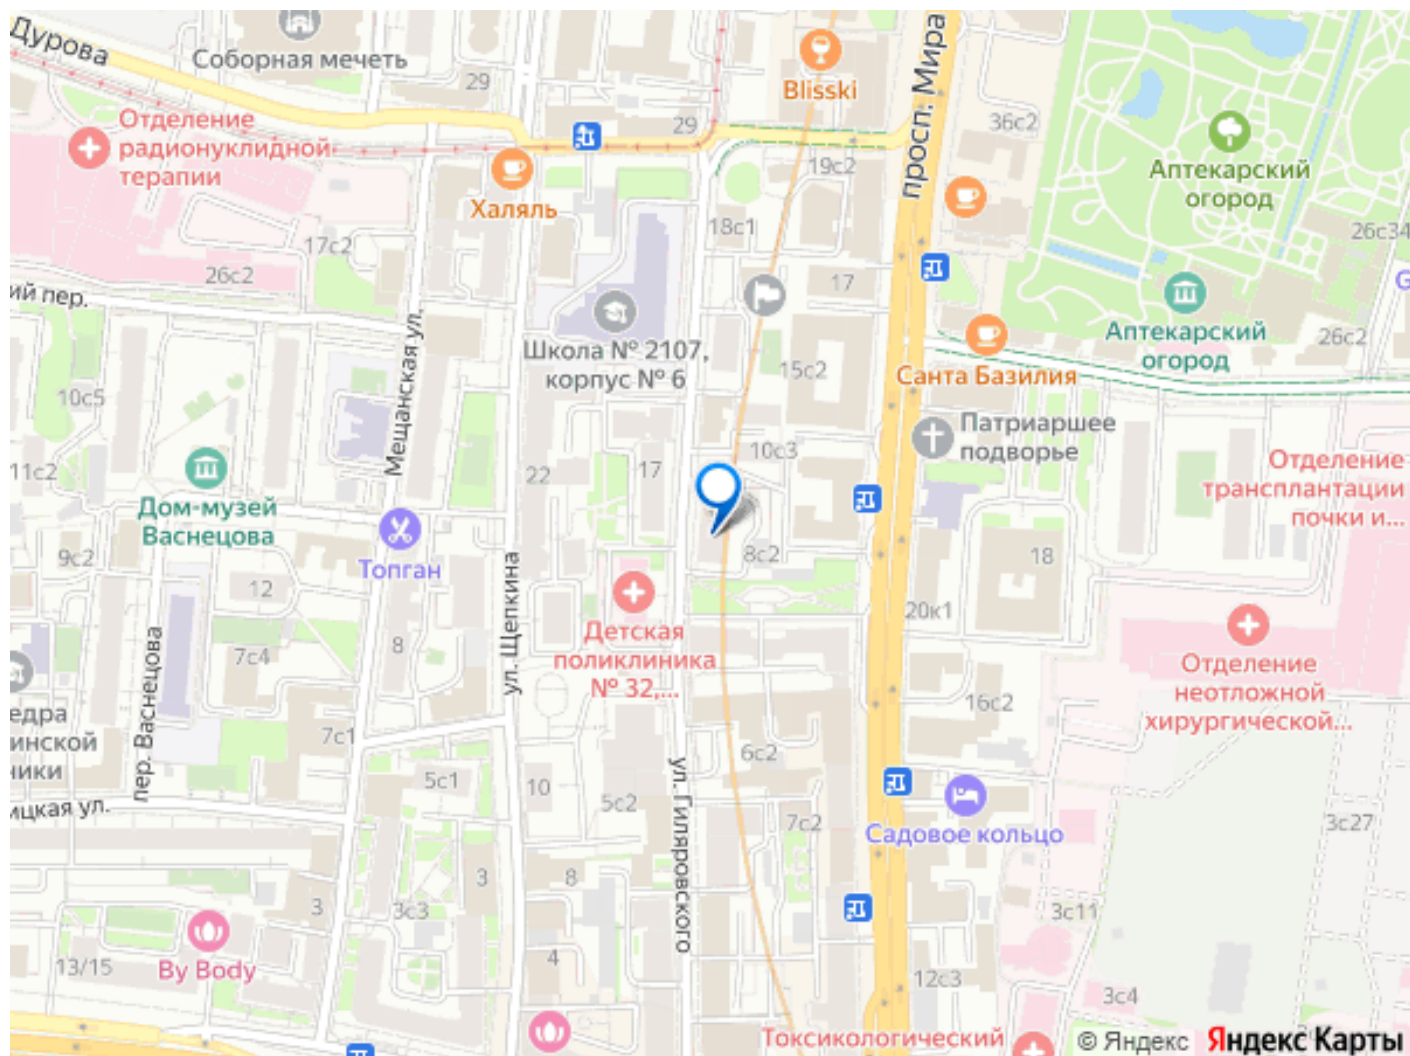 Дурова
Соборная мечеть
29
Blisski
просп. Мира
36с2
Отделение
радионуклидной
терапии
29
19с2
Аптекарский
огород
Халяль
17с2
18с1
26с34
26с2
17
ий пер.
Школа № 2107,
корпус № 6
Аптекарский
огород
26с2
Мещанская ул.
15с2
Санта Базилия
10с5
Патриаршее
подворье
10с3
11с2
22
17
Отделение
трансплантации
почки и...
Дом-музей
Васнецова
9с2
Топган
8с2
18
12
ул. Щепкина
Детская
поликлиника
№ 32,...
20к1
8
7с4
Отделение
неотложной
хирургической...
пер. Васнецова
едра
инской
ники
16с2
7с1
6с2
5с1
10
5с2
ицкая ул.
ул. Гиляровского
7с2
Садовое кольцо
3с27
3
8
3
3с3
3с11
13/15
By Body
4
12с3
3с4
Токсикологический
© Яндекс Яндекс Карты